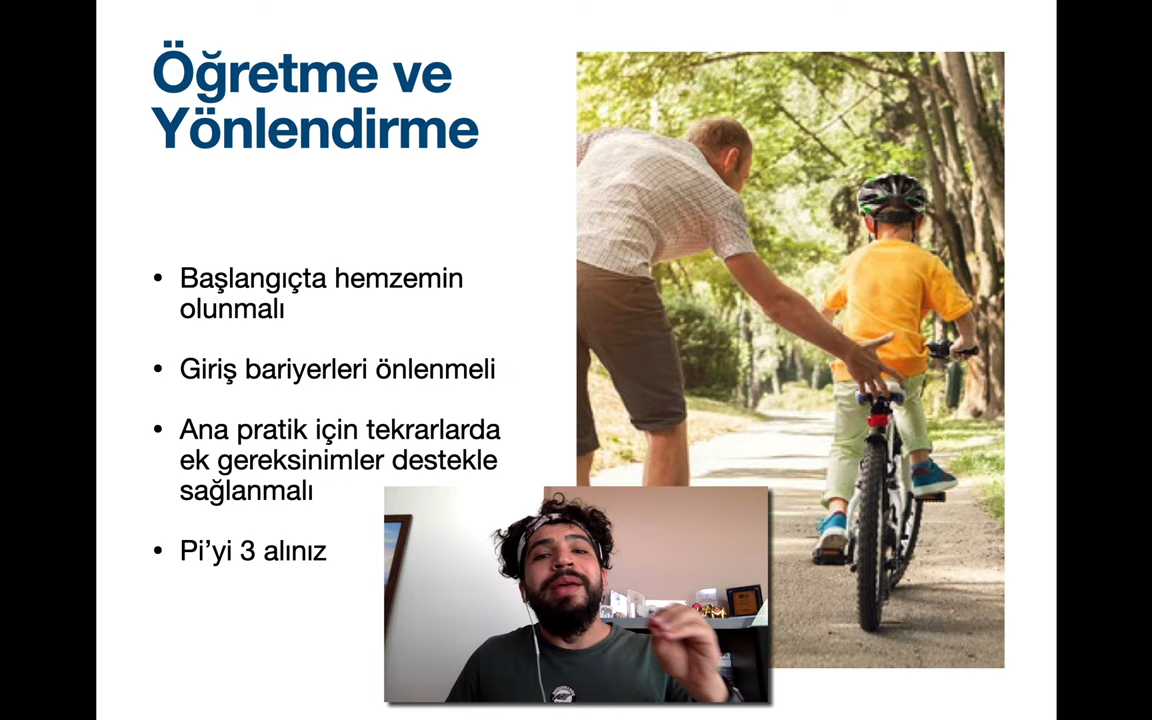 Öğretme ve
Yönlendirme
• Başlangıçta hemzemin
olunmalı
• Giriş bariyerleri önlenmeli
• Ana pratik için tekrarlarda
ek gereksinimler destekle
sağlanmalı
• Pi’yi 3 alınız